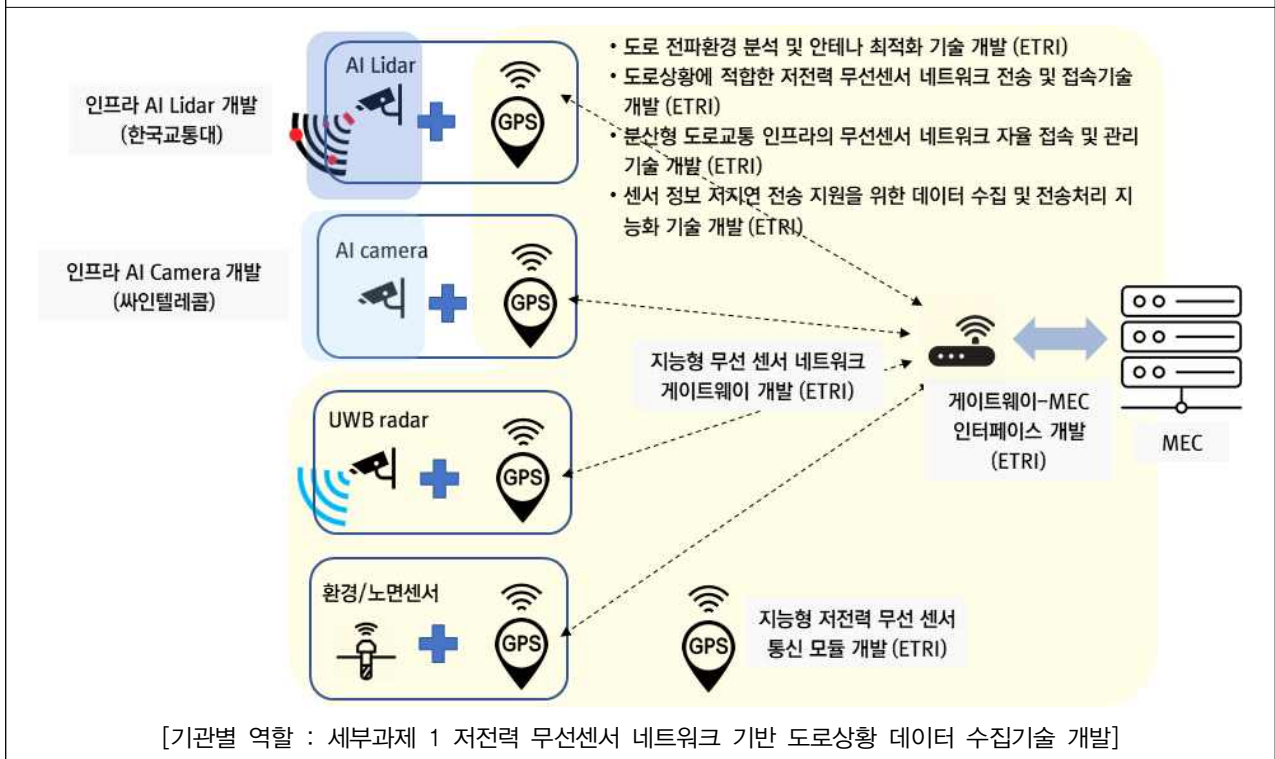 • 도로 전파환경 분석 및 안테나 최적화 기술 개발 (ETRI)
• 도로상황에 적합한 저전력 무선센서 네트워크 전송 및 접속기술
개발 (ETRI)
• 분산형 도로교통 인프라의 무선센서 네트워크 자율 접속 및 관리
기술 개발 (ETRI)
• 센서 정보 저지연 전송 지원을 위한 데이터 수집 및 전송처리 지
능화 기술 개발 (ETRI)
인프라 AI Lidar 개발
(한국교통대)
AI Lidar
GPS
인프라 AI Camera 개발
(싸인텔레콤)
AI camera
GPS
지능형 무선 센서 네트워크
게이트웨이 개발 (ETRI)
게이트웨이-MEC
인터페이스 개발
(ETRI)
MEC
UWB radar
GPS
환경/노면센서
GPS
GPS
지능형 저전력 무선 센서
통신 모듈 개발 (ETRI)
[기관별 역할 : 세부과제 1 저전력 무선센서 네트워크 기반 도로상황 데이터 수집기술 개발]